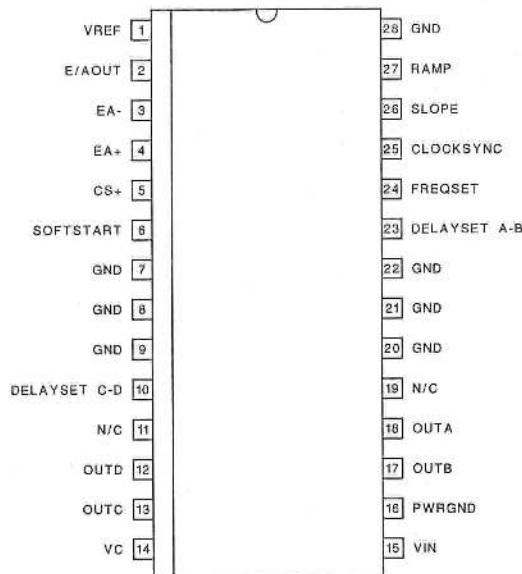 VREF 1 28 GND
E/AOUT 2 27 RAMP
EA- 3 26 SLOPE
EA+ 4 25 CLOCKSYNC
CS+ 5 24 FREQSET
SOFTSTART 6 23 DELAYSET A-B
GND 7 22 GND
GND 8 21 GND
GND 9 20 GND
DELAYSET C-D 10 19 N/C
N/C 11 18 OUTA
OUTD 12 17 OUTB
OUTC 13 16 PWRGND
VC 14 15 VIN